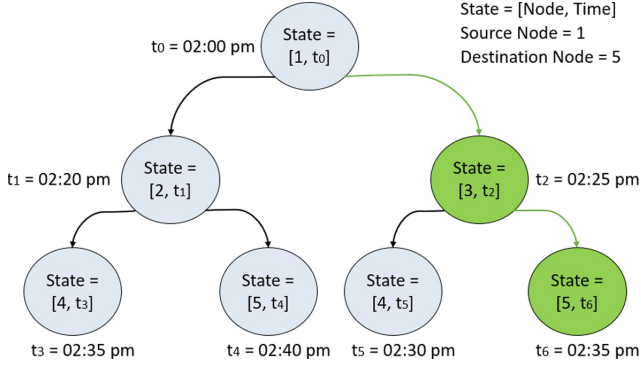 State = [Node, Time]
Source Node = 1
Destination Node = 5
t0 = 02:00 pm
State =
[1, t0]
t1 = 02:20 pm
State =
[2, t1]
State =
[3, t2]
t2 = 02:25 pm
State =
[4, t3]
State =
[5, t4]
State =
[4, t5]
State =
[5, t6]
t3 = 02:35 pm
t4 = 02:40 pm
t5 = 02:30 pm
t6 = 02:35 pm